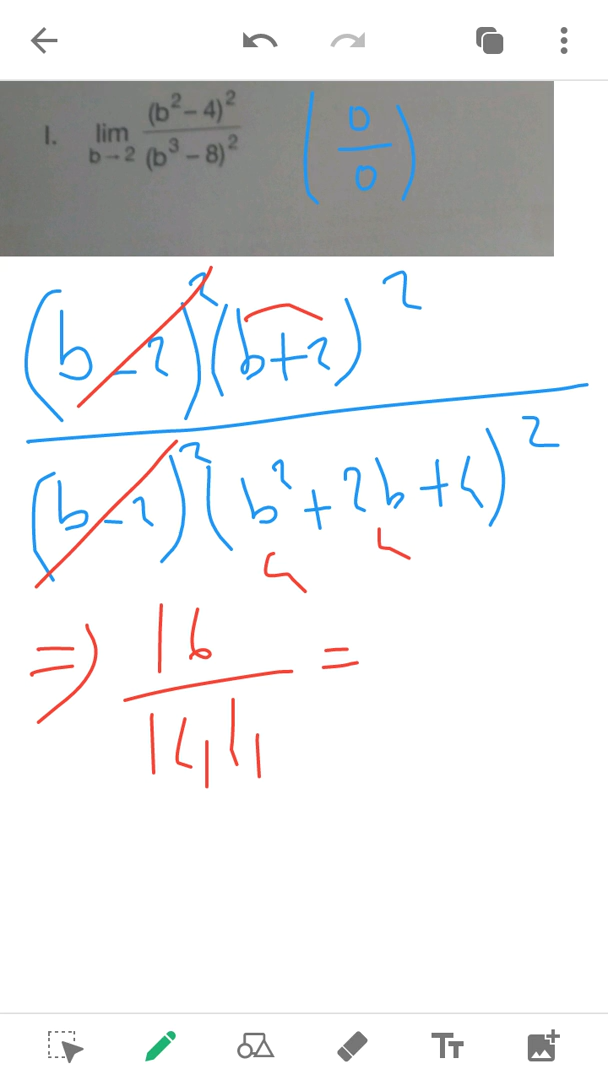 I. lim b→2 (b² − 4)² / (b³ − 8)² (0/0)
(b − 2)² (b + 2)²
(b − 2)² (b² + 2b + 4)²
4 4
⇒ 16 / 144 =
Tт